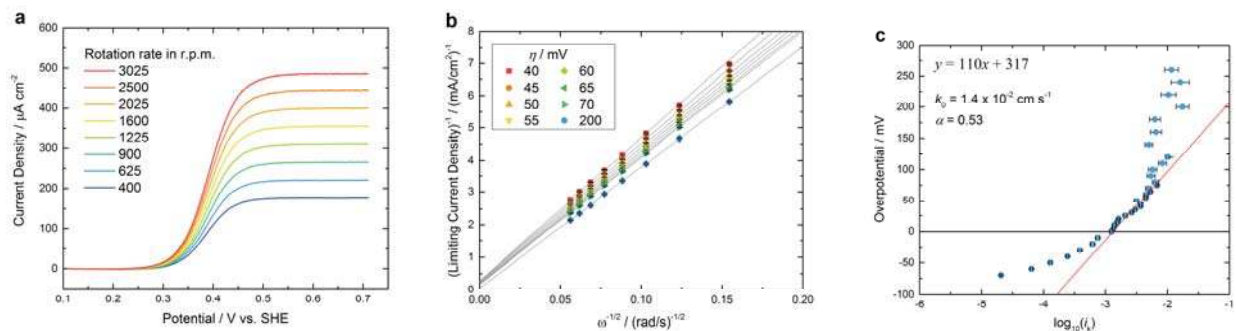 a
600
500
400
300
200
100
0
Current Density / μA cm⁻²
Rotation rate in r.p.m.
3025
2500
2025
1600
1225
900
625
400
0.1 0.2 0.3 0.4 0.5 0.6 0.7
Potential / V vs. SHE
b
8
7
6
5
4
3
2
1
0
(Limiting Current Density)⁻¹ / (mA/cm²)⁻¹
η / mV
40 60
45 65
50 70
55 200
0.00 0.05 0.10 0.15 0.20
ω⁻¹/² / (rad/s)⁻¹/²
c
300
250
200
150
100
50
0
-50
-100
Overpotential / mV
y = 110x + 317
k₀ = 1.4 x 10⁻² cm s⁻¹
α = 0.53
-6 -5 -4 -3 -2 -1
log₁₀(iₖ)